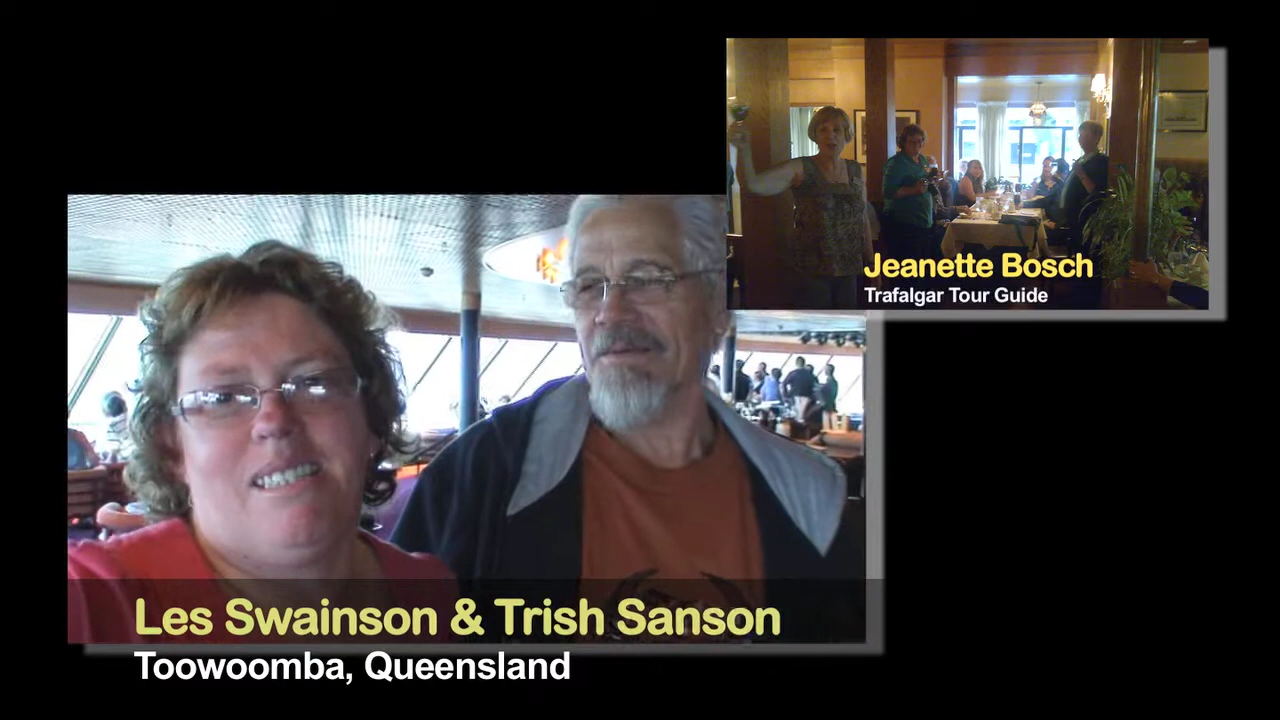 Jeanette Bosch
Trafalgar Tour Guide
Les Swainson & Trish Sanson
Toowoomba, Queensland